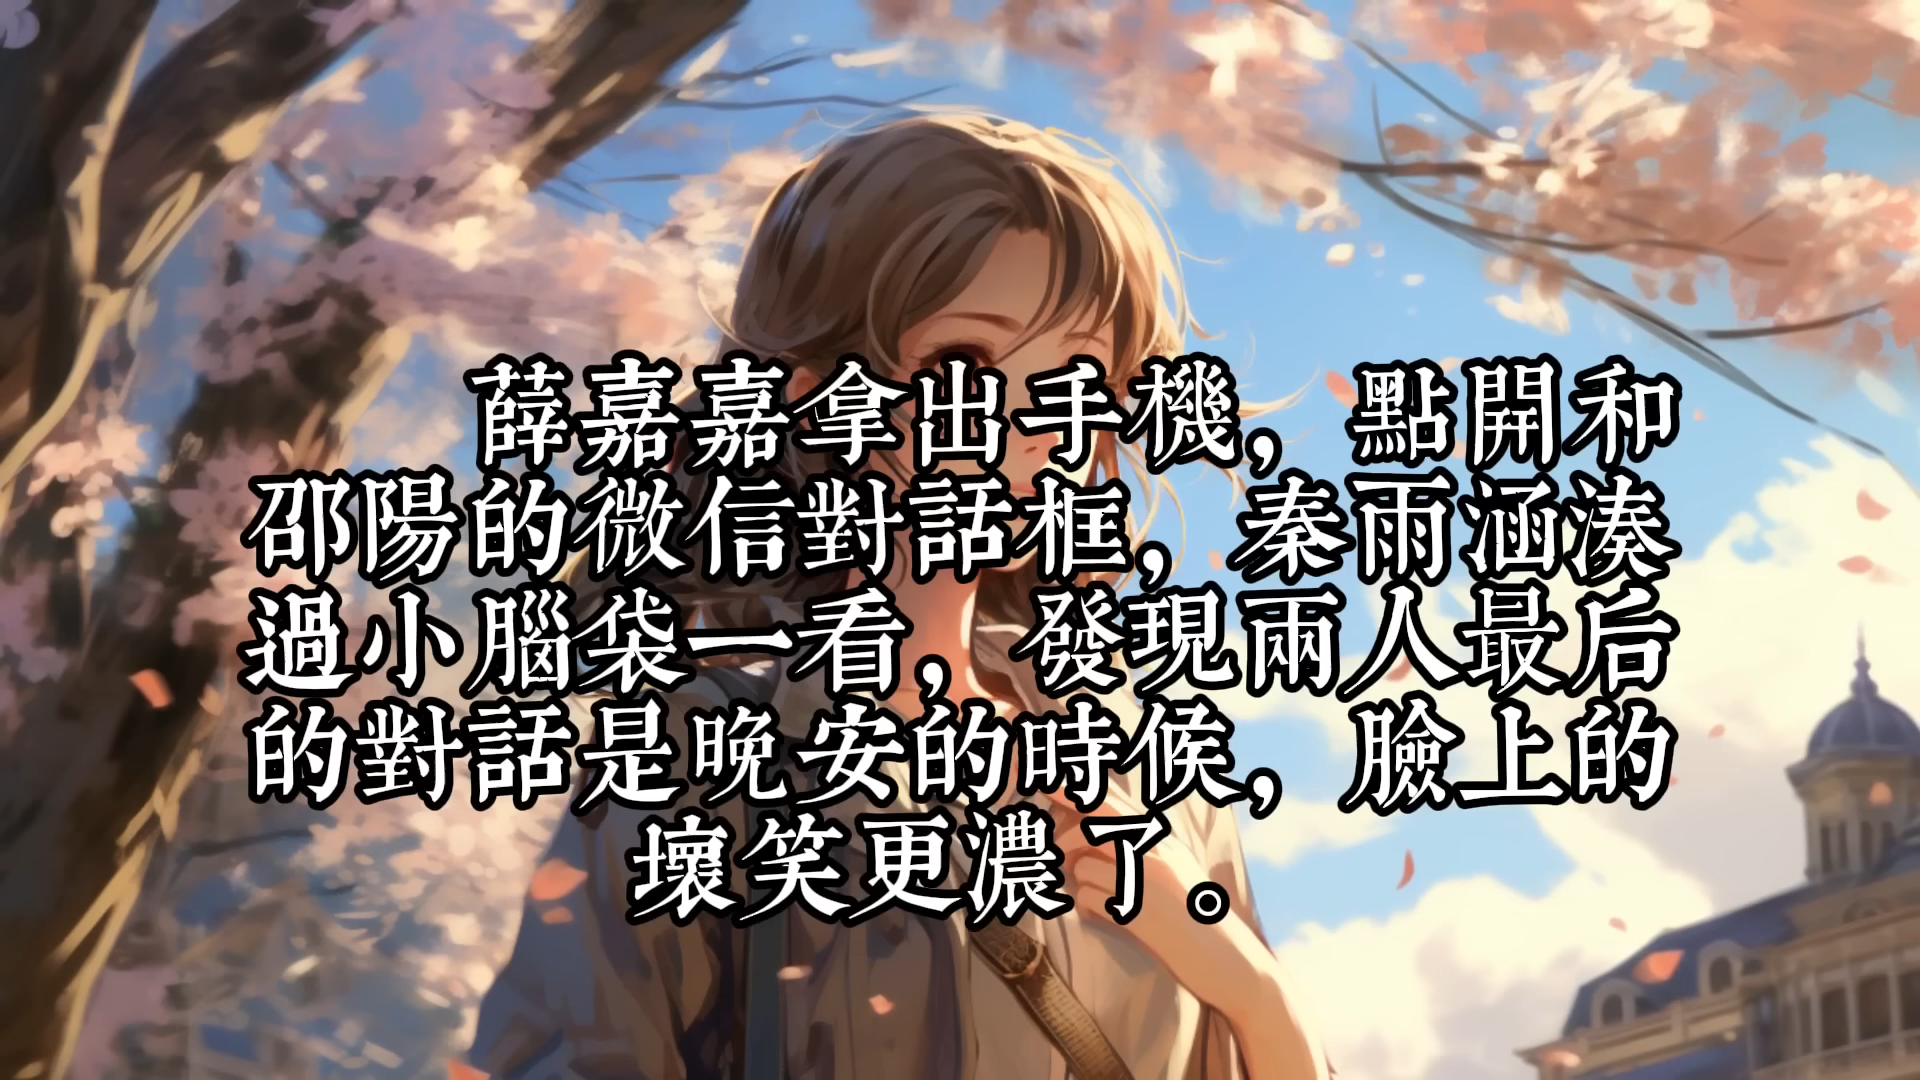 薛嘉嘉拿出手機，點開和
邵陽的微信對話框，秦雨涵湊
過小腦袋一看，發現兩人最后
的對話是晚安的時候，臉上的
壞笑更濃了。